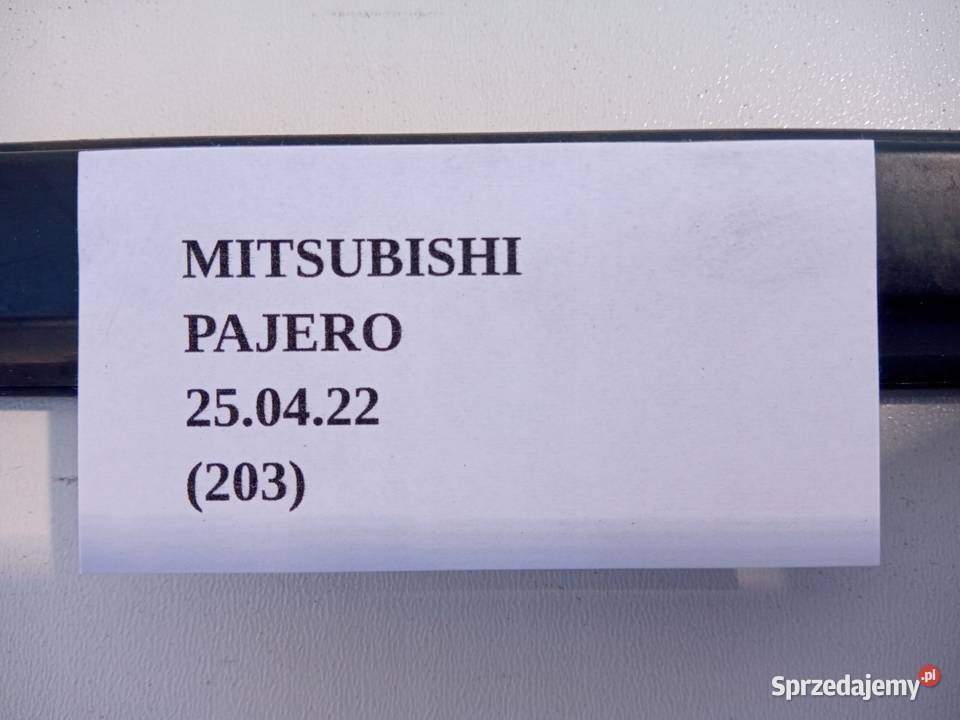 MITSUBISHI
PAJERO
25.04.22
(203)
Sprzedajemy.pl